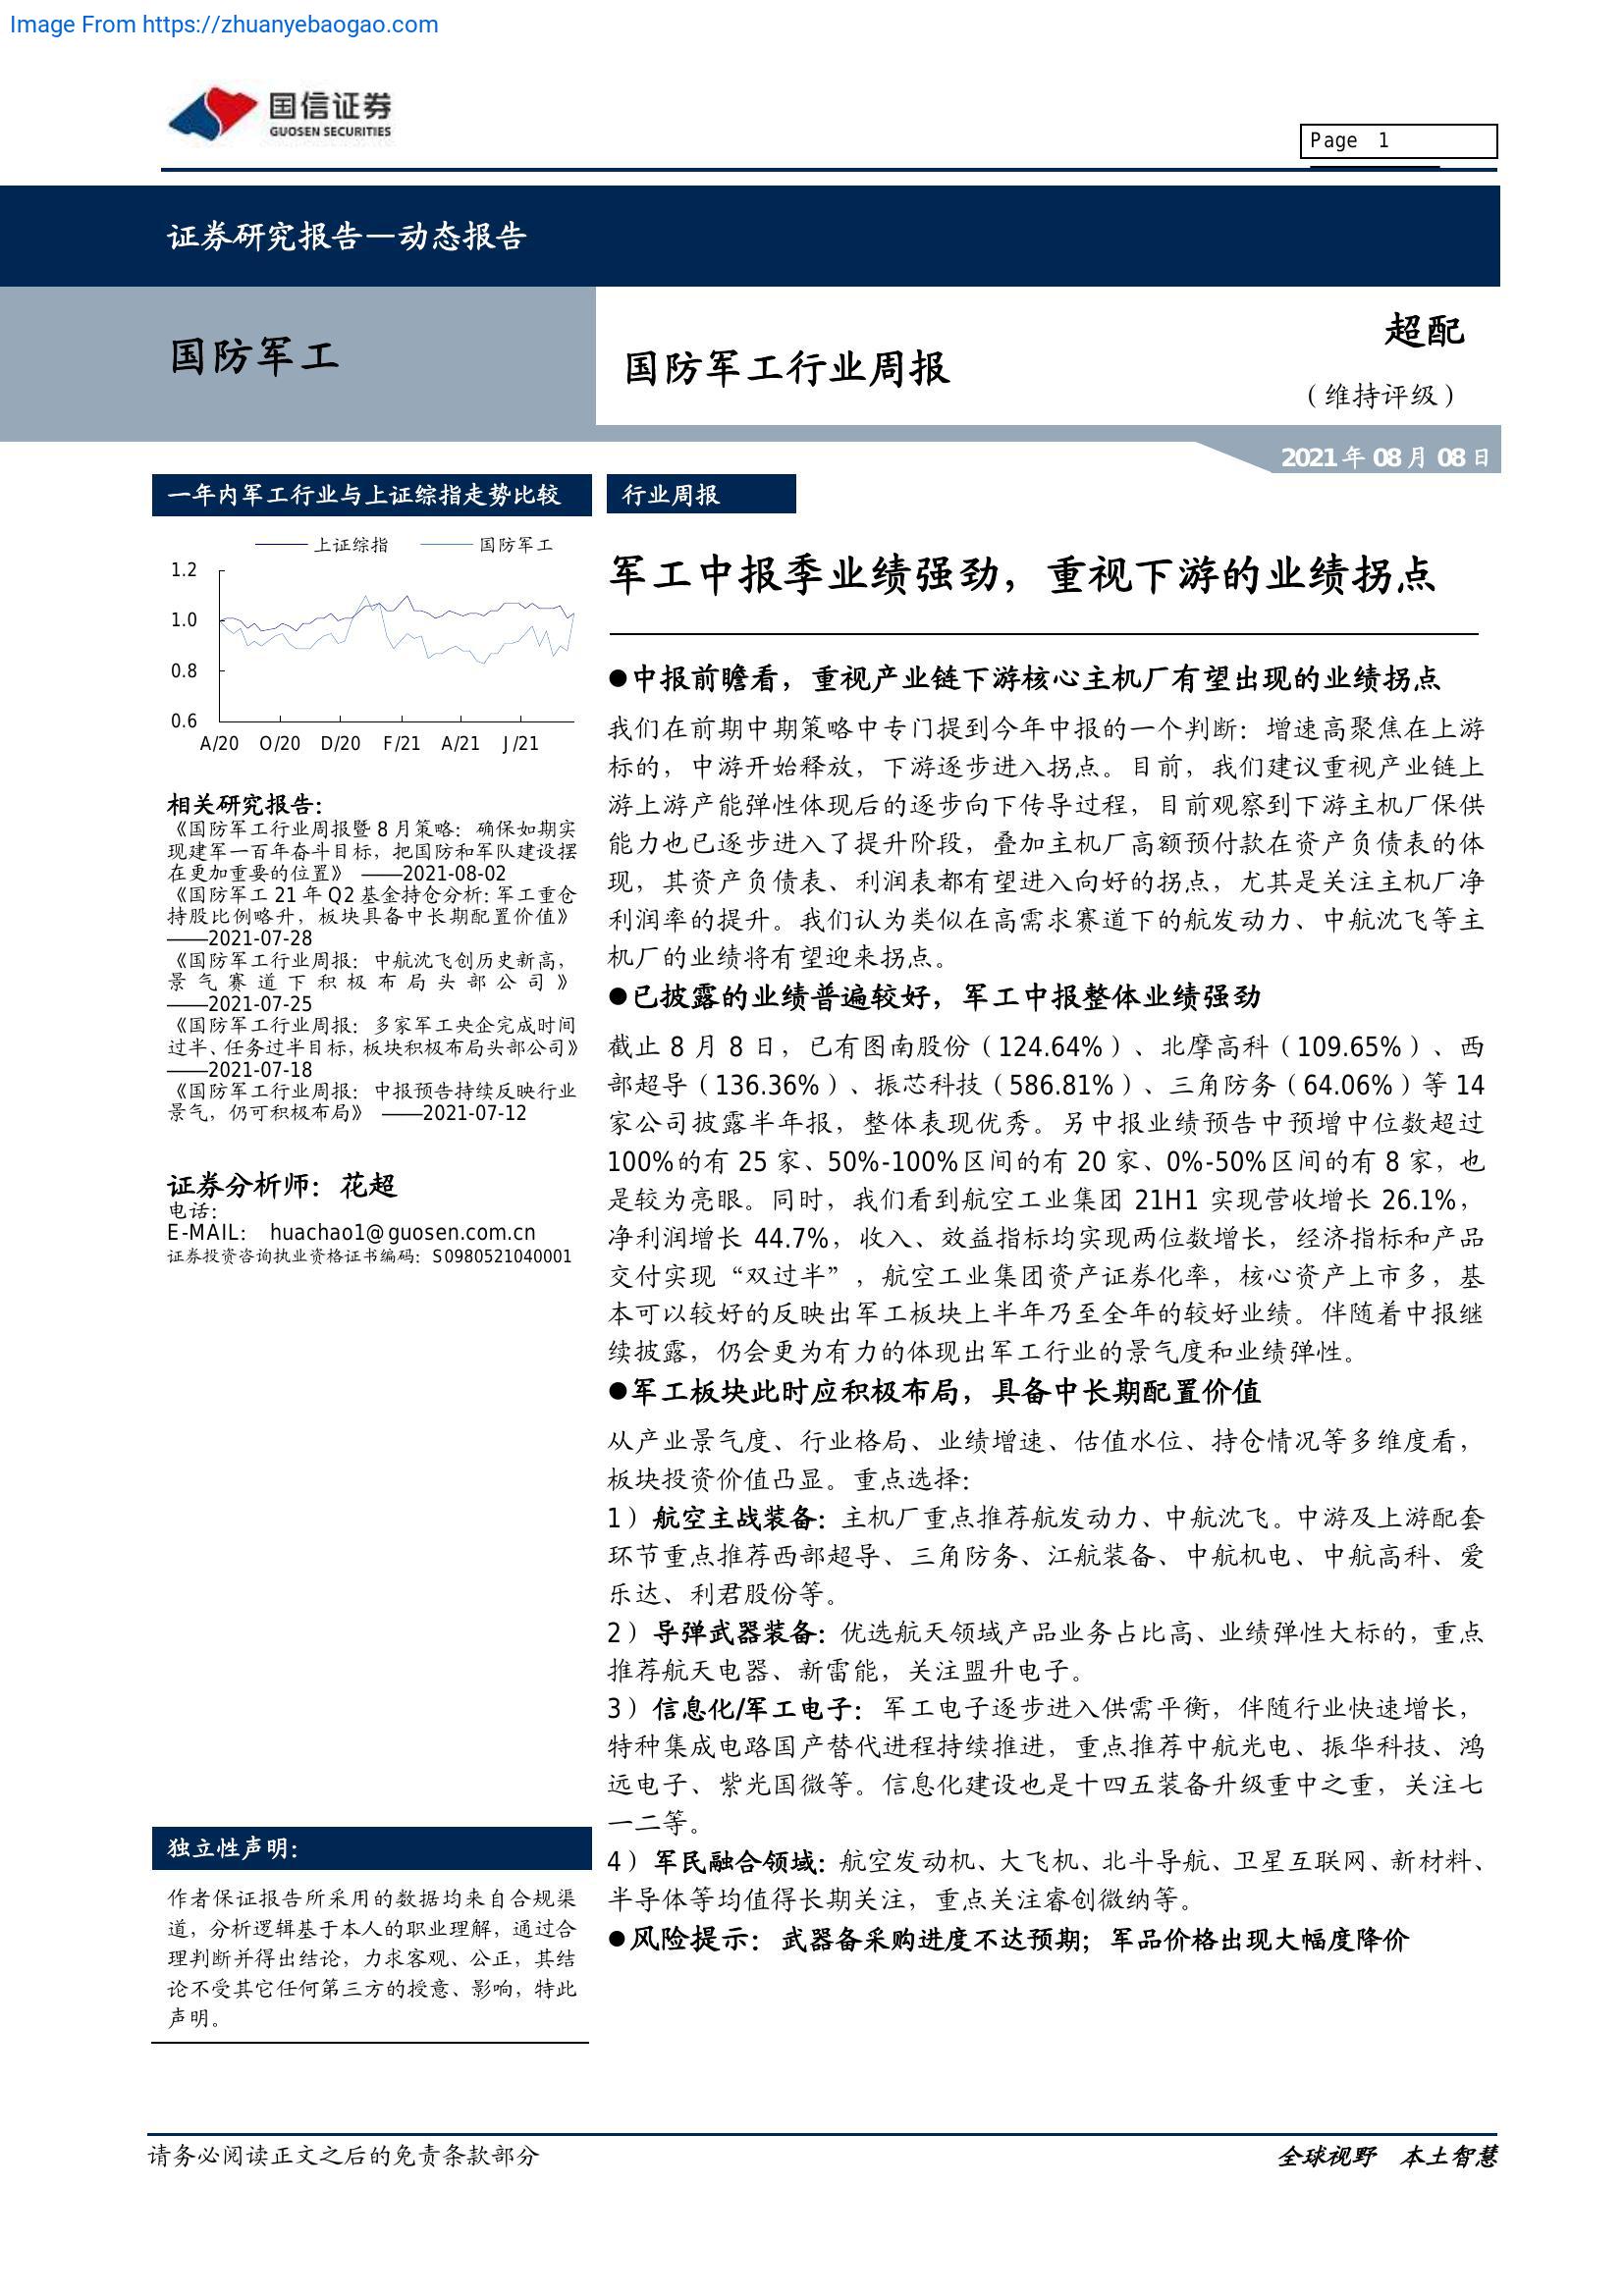 Image From https://zhuanyebaogao.com
国信证券
GUOSEN SECURITIES
Page 1
证券研究报告—动态报告
国防军工
国防军工行业周报
超配
（维持评级）
2021年08月08日
一年内军工行业与上证综指走势比较
上证综指 国防军工
1.2
1.0
0.8
0.6
A/20 O/20 D/20 F/21 A/21 J/21
相关研究报告：
《国防军工行业周报暨 8 月策略：确保如期实
现建军一百年奋斗目标，把国防和军队建设摆
在更加重要的位置》 ——2021-08-02
《国防军工 21 年 Q2 基金持仓分析：军工重仓
持股比例略升，板块具备中长期配置价值》
——2021-07-28
《国防军工行业周报：中航沈飞创历史新高，
景气赛道下积极布局头部公司》
——2021-07-25
《国防军工行业周报：多家军工央企完成时间
过半、任务过半目标，板块积极布局头部公司》
——2021-07-18
《国防军工行业周报：中报预告持续反映行业
景气，仍可积极布局》 ——2021-07-12
证券分析师：花超
电话：
E-MAIL： huachao1@guosen.com.cn
证券投资咨询执业资格证书编码：S0980521040001
独立性声明：
作者保证报告所采用的数据均来自合规渠
道，分析逻辑基于本人的职业理解，通过合
理判断并得出结论，力求客观、公正，其结
论不受其它任何第三方的授意、影响，特此
声明。
行业周报
军工中报季业绩强劲，重视下游的业绩拐点
●中报前瞻看，重视产业链下游核心主机厂有望出现的业绩拐点
我们在前期中期策略中专门提到今年中报的一个判断：增速高聚焦在上游
标的，中游开始释放，下游逐步进入拐点。目前，我们建议重视产业链上
游上游产能弹性体现后的逐步向下传导过程，目前观察到下游主机厂保供
能力也已逐步进入了提升阶段，叠加主机厂高额预付款在资产负债表的体
现，其资产负债表、利润表都有望进入向好的拐点，尤其是关注主机厂净
利润率的提升。我们认为类似在高需求赛道下的航发动力、中航沈飞等主
机厂的业绩将有望迎来拐点。
●已披露的业绩普遍较好，军工中报整体业绩强劲
截止 8 月 8 日，已有图南股份（124.64%）、北摩高科（109.65%）、西
部超导（136.36%）、振芯科技（586.81%）、三角防务（64.06%）等 14
家公司披露半年报，整体表现优秀。另中报业绩预告中预增中位数超过
100%的有 25 家、50%-100%区间的有 20 家、0%-50%区间的有 8 家，也
是较为亮眼。同时，我们看到航空工业集团 21H1 实现营收增长 26.1%，
净利润增长 44.7%，收入、效益指标均实现两位数增长，经济指标和产品
交付实现“双过半”，航空工业集团资产证券化率，核心资产上市多，基
本可以较好的反映出军工板块上半年乃至全年的较好业绩。伴随着中报继
续披露，仍会更为有力的体现出军工行业的景气度和业绩弹性。
●军工板块此时应积极布局，具备中长期配置价值
从产业景气度、行业格局、业绩增速、估值水位、持仓情况等多维度看，
板块投资价值凸显。重点选择：
1）航空主战装备：主机厂重点推荐航发动力、中航沈飞。中游及上游配套
环节重点推荐西部超导、三角防务、江航装备、中航机电、中航高科、爱
乐达、利君股份等。
2）导弹武器装备：优选航天领域产品业务占比高、业绩弹性大标的，重点
推荐航天电器、新雷能，关注盟升电子。
3）信息化/军工电子：军工电子逐步进入供需平衡，伴随行业快速增长，
特种集成电路国产替代进程持续推进，重点推荐中航光电、振华科技、鸿
远电子、紫光国微等。信息化建设也是十四五装备升级重中之重，关注七
一二等。
4）军民融合领域：航空发动机、大飞机、北斗导航、卫星互联网、新材料、
半导体等均值得长期关注，重点关注睿创微纳等。
●风险提示：武器备采购进度不达预期；军品价格出现大幅度降价
请务必阅读正文之后的免责条款部分
全球视野 本土智慧